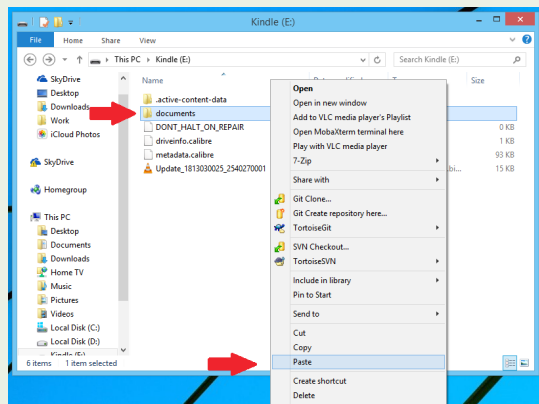 Kindle (E:)
File Home Share View
This PC Kindle (E:)
Search Kindle (E:)
Name Size
SkyDrive
Desktop
Downloads
Work
iCloud Photos
SkyDrive
Homegroup
This PC
Desktop
Documents
Downloads
Home TV
Music
Pictures
Videos
Local Disk (C:)
Local Disk (D:)
Kindle (E:)
.active-content-data
documents
DONT_HALT_ON_REPAIR 0 KB
driveinfo.calibre 1 KB
metadata.calibre 93 KB
Update_1813030025_2540270001 15 KB
Open
Open in new window
Add to VLC media player's Playlist
Open MobaXterm terminal here
Play with VLC media player
7-Zip
Share with
Git Clone...
Git Create repository here...
TortoiseGit
SVN Checkout...
TortoiseSVN
Include in library
Pin to Start
Send to
Cut
Copy
Paste
Create shortcut
Delete
6 items 1 item selected